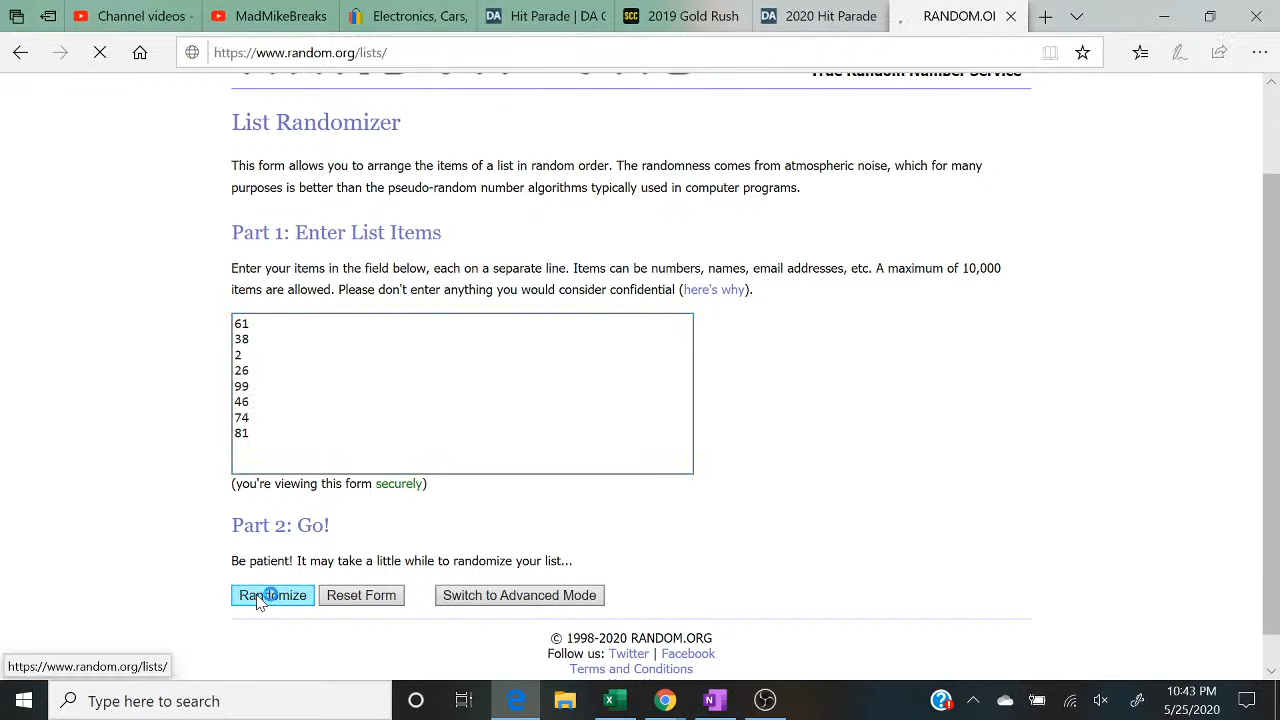 Channel videos - MadMikeBreaks Electronics, Cars, DA Hit Parade | DA C SCC 2019 Gold Rush DA 2020 Hit Parade RANDOM.OI
https://www.random.org/lists/
True Random Number Service
List Randomizer
This form allows you to arrange the items of a list in random order. The randomness comes from atmospheric noise, which for many
purposes is better than the pseudo-random number algorithms typically used in computer programs.
Part 1: Enter List Items
Enter your items in the field below, each on a separate line. Items can be numbers, names, email addresses, etc. A maximum of 10,000
items are allowed. Please don't enter anything you would consider confidential (here's why).
61
38
2
26
99
46
74
81
(you're viewing this form securely)
Part 2: Go!
Be patient! It may take a little while to randomize your list...
Randomize Reset Form Switch to Advanced Mode
© 1998-2020 RANDOM.ORG
Follow us: Twitter | Facebook
Terms and Conditions
https://www.random.org/lists/
Type here to search
10:43 PM
5/25/2020